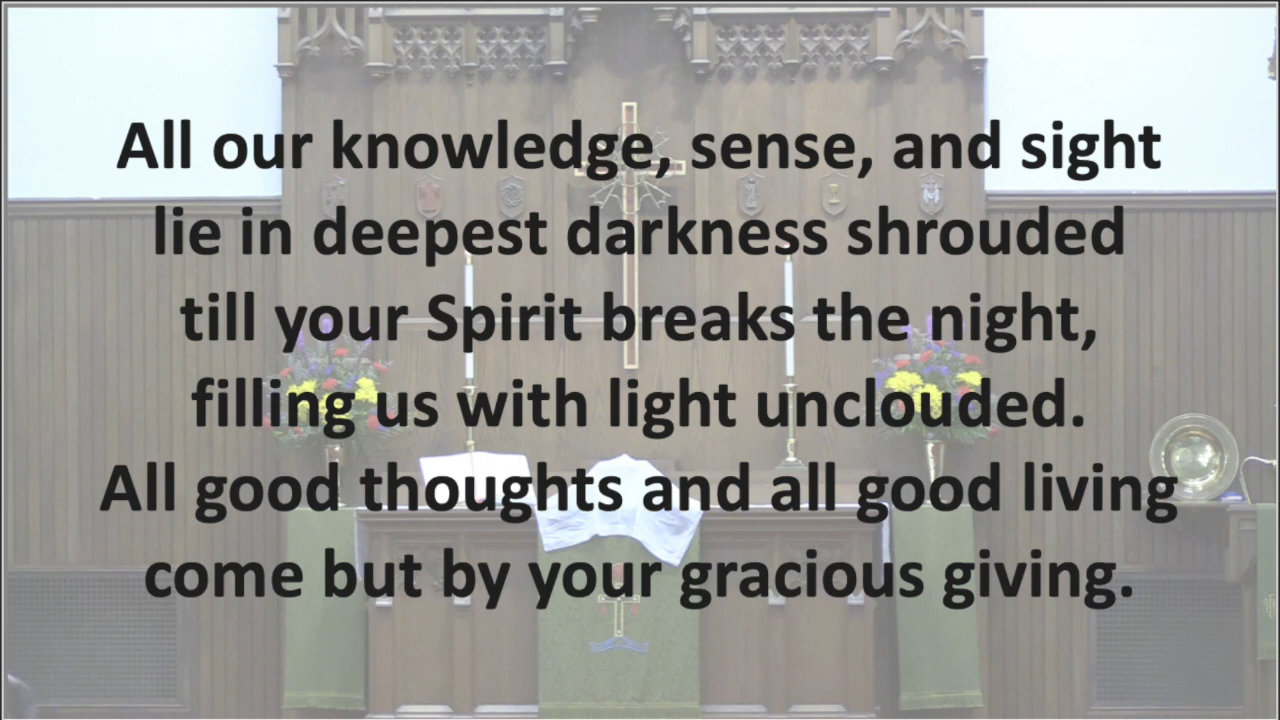 All our knowledge, sense, and sight
lie in deepest darkness shrouded
till your Spirit breaks the night,
filling us with light unclouded.
All good thoughts and all good living
come but by your gracious giving.